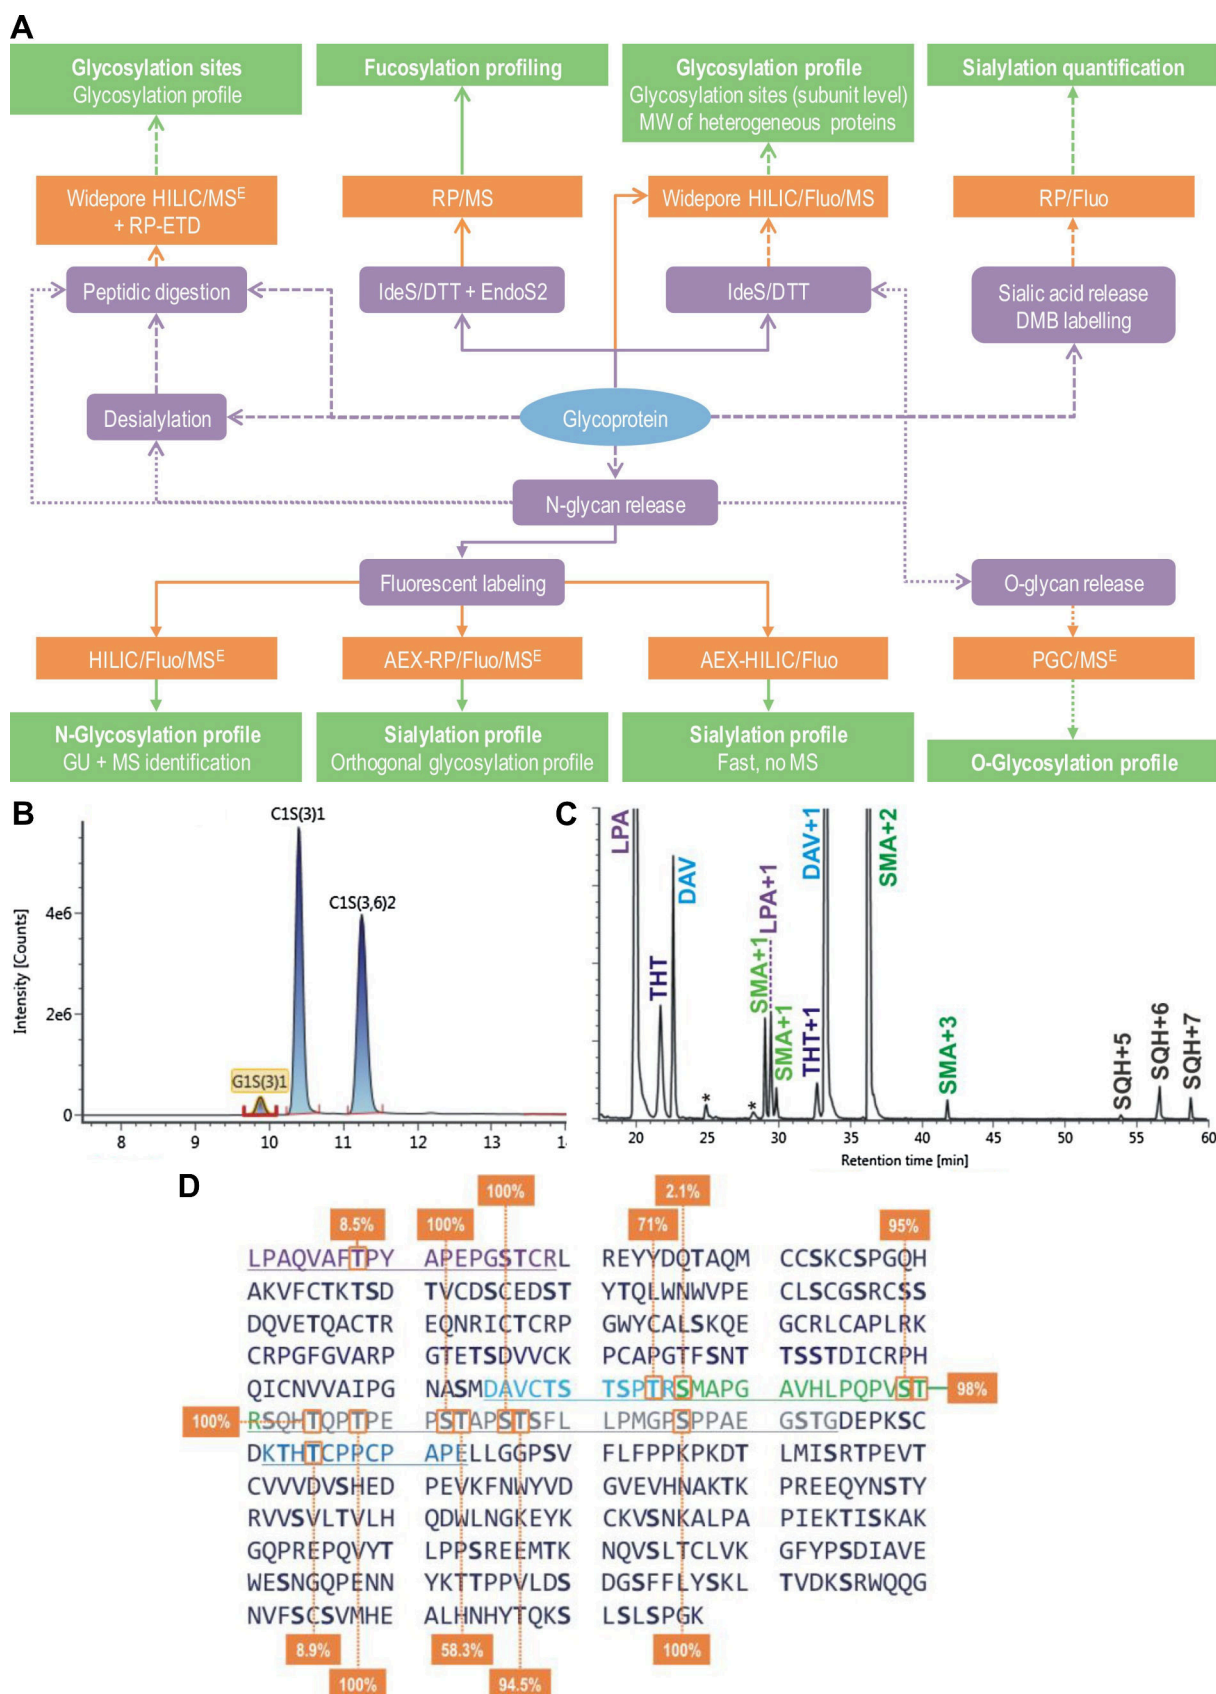 A
Glycosylation sites
Glycosylation profile
Fucosylation profiling
Glycosylation profile
Glycosylation sites (subunit level)
MW of heterogeneous proteins
Sialylation quantification
Widepore HILIC/MSᴱ
+ RP-ETD
RP/MS
Widepore HILIC/Fluo/MS
RP/Fluo
Peptidic digestion
IdeS/DTT + EndoS2
IdeS/DTT
Sialic acid release
DMB labelling
Desialylation
Glycoprotein
N-glycan release
Fluorescent labeling
O-glycan release
HILIC/Fluo/MSᴱ
AEX-RP/Fluo/MSᴱ
AEX-HILIC/Fluo
PGC/MSᴱ
N-Glycosylation profile
GU + MS identification
Sialylation profile
Orthogonal glycosylation profile
Sialylation profile
Fast, no MS
O-Glycosylation profile
B
Intensity [Counts]
4e6
2e6
0
C1S(3)1
C1S(3,6)2
G1S(3)1
8 9 10 11 12 13 1
C
LPA
THT
DAV
*
*
SMA+1
LPA+1
SMA+1
THT+1
DAV+1
SMA+2
SMA+3
SQH+5
SQH+6
SQH+7
20 25 30 35 40 45 50 55 60
Retention time [min]
D
100% 2.1%
8.5% 100% 71% 95%
LPAQVAFTPY APEPGSTCRL REYYDQTAQM CCSKCSPGQH
AKVFCTKTSD TVCDSCEDST YTQLWNWVPE CLSCGSRCSS
DQVETQACTR EQNRICTCRP GWYCALSKQE GCRLCAPLRK
CRPGFGVARP GTETSDVVCK PCAPGTFSNT TSSTDICRPH
QICNVVAIPG NASMDAVCTS TSPTRSMAPG AVHLPQPVST 98%
100% RSQHTQPTPE PSTAPSTSFL LPMGPSPPAE GSTGDEPKSC
DKTHTCPPCP APELLGGPSV FLFPPKPKDT LMISRTPEVT
CVVVDVSHED PEVKFNWYVD GVEVHNAKTK PREEQYNSTY
RVVSVLTVLH QDWLNGKEYK CKVSNKALPA PIEKTISKAK
GQPREPQVYT LPPSREEMTK NQVSLTCLVK GFYPSDIAVE
WESNGQPENN YKTTPPVLDS DGSFFLYSKL TVDKSRWQQG
NVFSCSVMHE ALHNHYTQKS LSLSPGK
8.9% 58.3% 100%
100% 94.5%